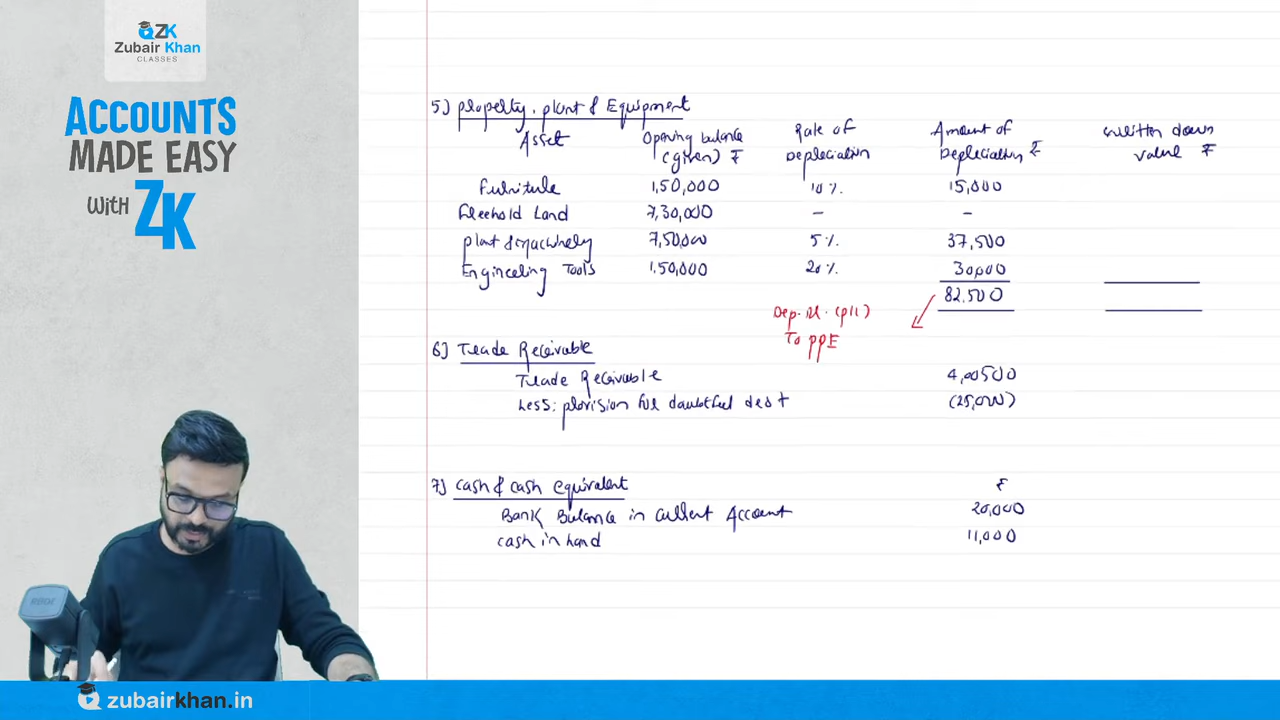 ZK
Zubair Khan
CLASSES
ACCOUNTS
MADE EASY
WITH ZK
5) Property, plant & Equipment
Asset Opening balance (given) ₹ Rate of Depreciation Amount of Depreciation ₹ written down value ₹
Furniture 1,50,000 10% 15,000
Freehold Land 7,30,000 – –
plant & machinery 7,50,000 5% 37,500
Engineering Tools 1,50,000 20% 30,000
82,500
Dep. A/c (P/L)
To PPE
6) Trade Receivable
Trade Receivable 4,00,500
Less: provision for doubtful debt (25,000)
7) cash & cash equivalent ₹
Bank Balance in current Account 20,000
cash in hand 11,000
RODE
zubairkhan.in